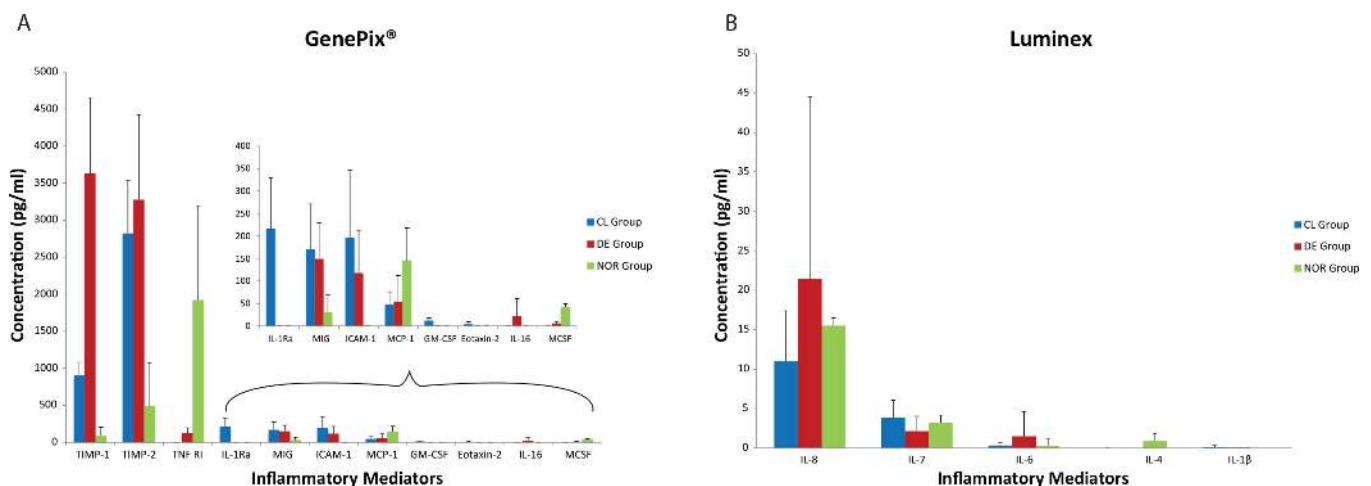 A
GenePix®
Concentration (pg/ml)
5000
4500
4000
3500
3000
2500
2000
1500
1000
500
0
400
350
300
250
200
150
100
50
0
IL-1Ra MIG ICAM-1 MCP-1 GM-CSF Eotaxin-2 IL-16 MCSF
CL Group
DE Group
NOR Group
TIMP-1 TIMP-2 TNF RI IL-1Ra MIG ICAM-1 MCP-1 GM-CSF Eotaxin-2 IL-16 MCSF
Inflammory Mediators
B
Luminex
Concentration (pg/ml)
50
45
40
35
30
25
20
15
10
5
0
CL Group
DE Group
NOR Group
IL-8 IL-7 IL-6 IL-4 IL-1β
Inflammory Mediators